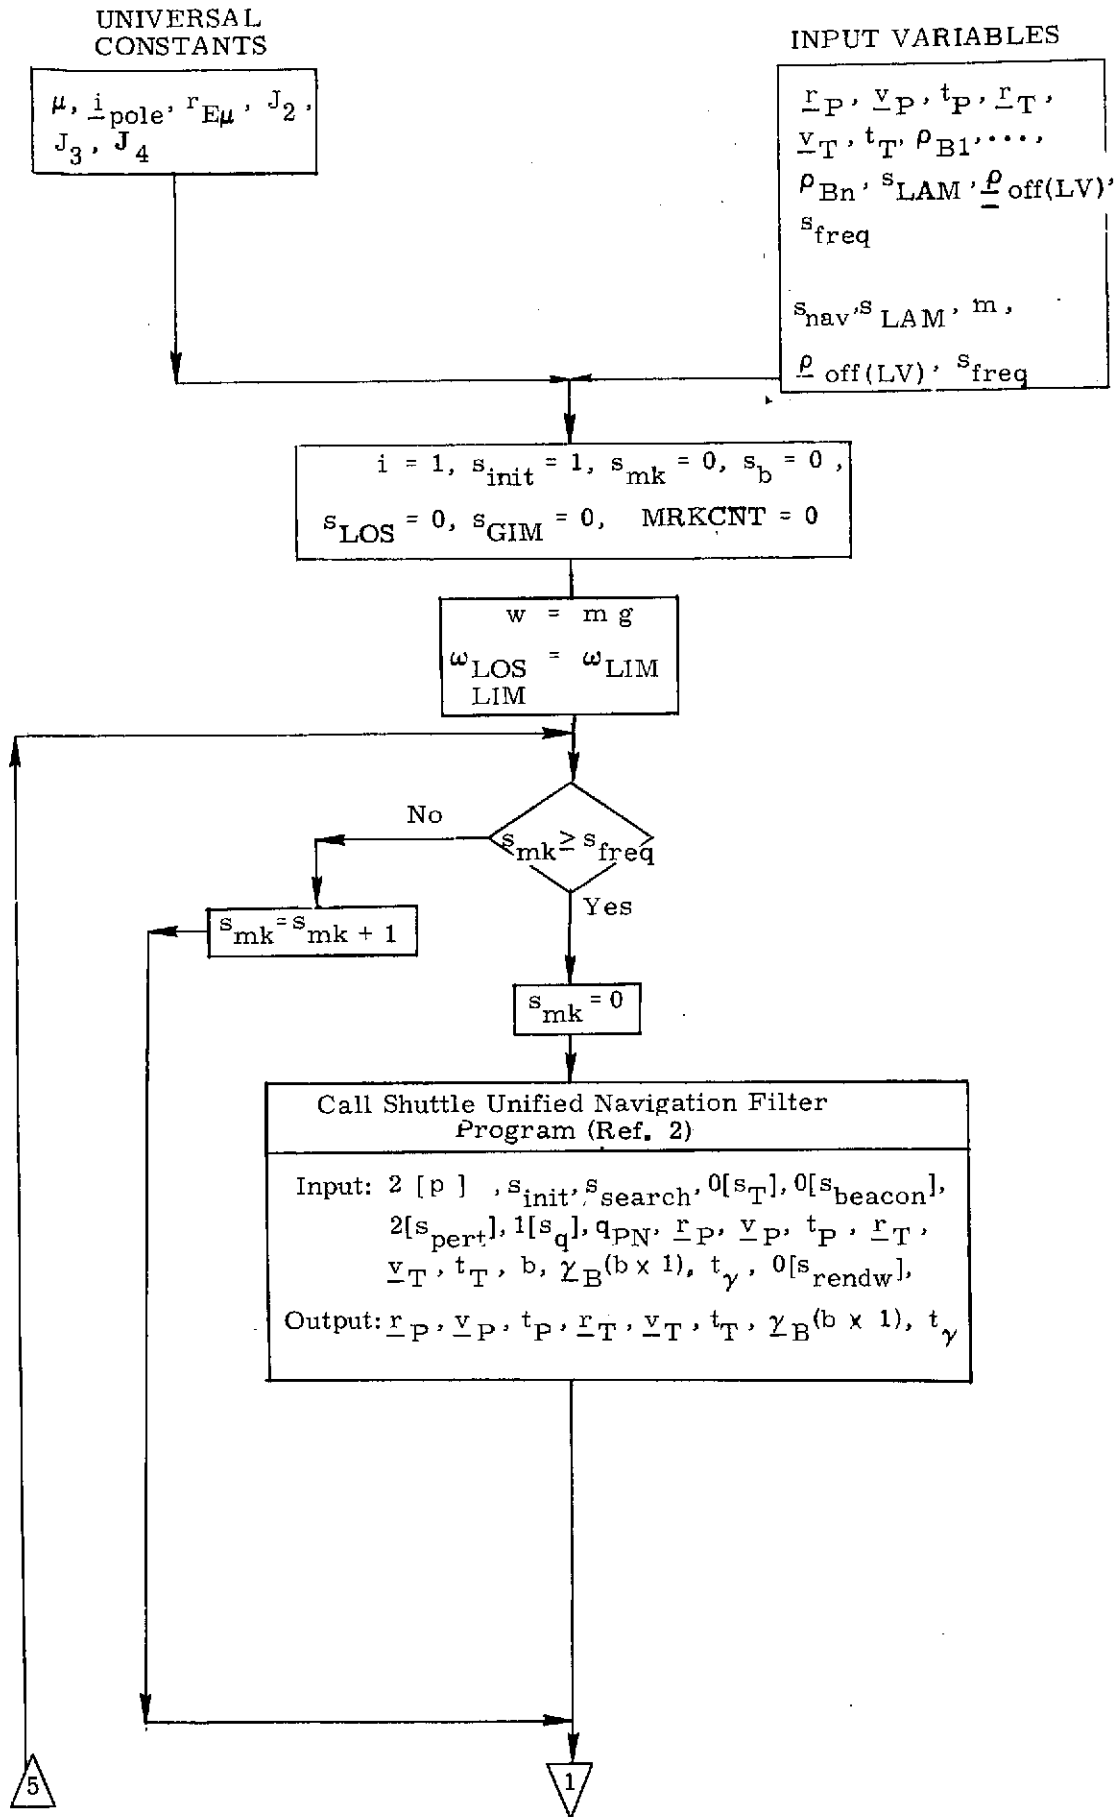 UNIVERSAL
CONSTANTS
μ, i_pole, r_Eμ, J_2,
J_3, J_4
INPUT VARIABLES
r_P, v_P, t_P, r_T,
v_T, t_T, ρ_B1, ...,
ρ_Bn, s_LAM, ρ_off(LV),
s_freq
s_nav, s_LAM, m,
ρ_off(LV), s_freq
i = 1, s_init = 1, s_mk = 0, s_b = 0,
s_LOS = 0, s_GIM = 0, MRKCNT = 0
w = m g
ω_LOS = ω_LIM
LIM
No
s_mk ≥ s_freq
Yes
s_mk = s_mk + 1
s_mk = 0
Call Shuttle Unified Navigation Filter
Program (Ref. 2)
Input: 2 [p], s_init, s_search, 0[s_T], 0[s_beacon],
2[s_pert], 1[s_q], q_PN, r_P, v_P, t_P, r_T,
v_T, t_T, b, γ_B(b x 1), t_γ, 0[s_rendw],
Output: r_P, v_P, t_P, r_T, v_T, t_T, γ_B(b x 1), t_γ
5
1